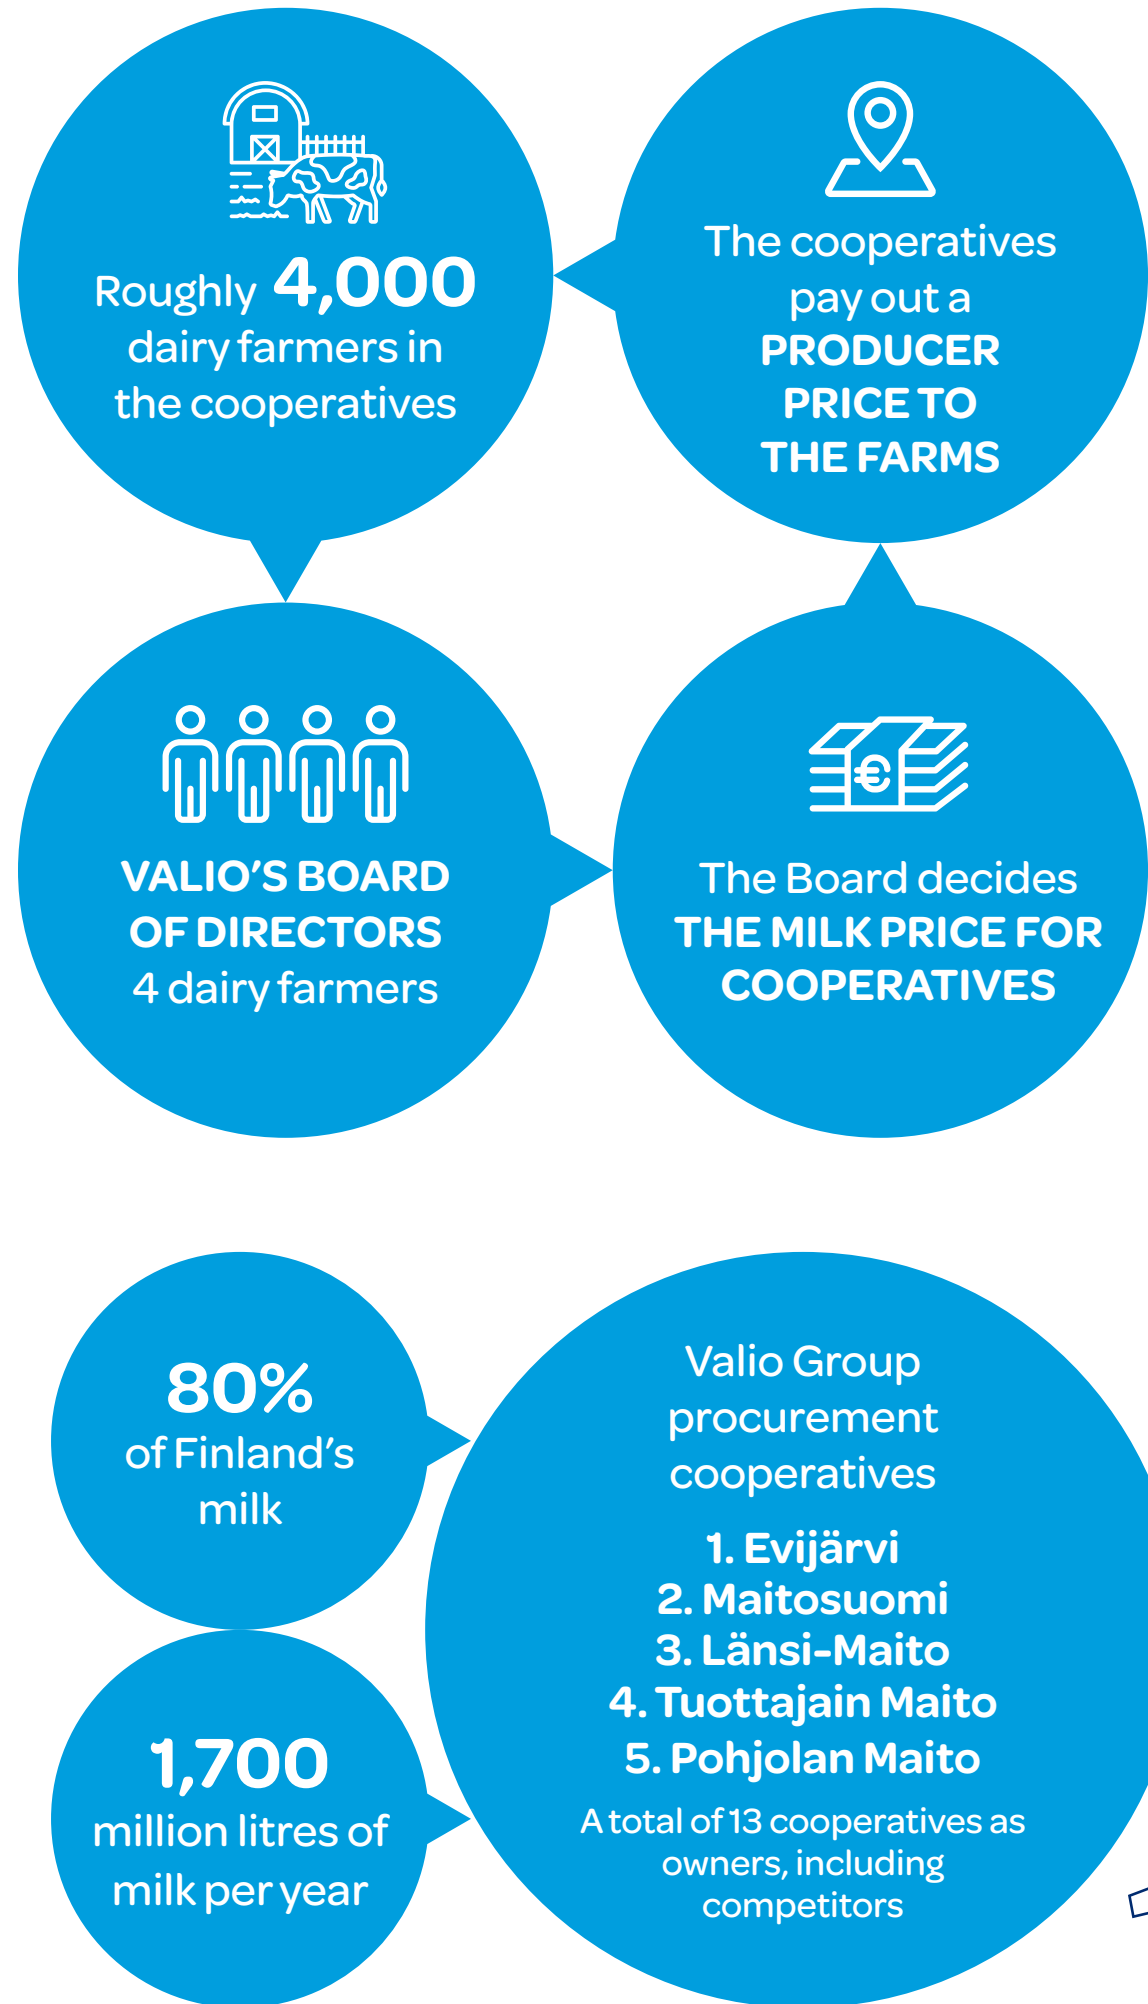 Roughly 4,000
dairy farmers in
the cooperatives
The cooperatives
pay out a
PRODUCER
PRICE TO
THE FARMS
VALIO’S BOARD
OF DIRECTORS
4 dairy farmers
€
The Board decides
THE MILK PRICE FOR
COOPERATIVES
80%
of Finland’s
milk
1,700
million litres of
milk per year
Valio Group
procurement
cooperatives
1. Evijärvi
2. Maitosuomi
3. Länsi-Maito
4. Tuottajain Maito
5. Pohjolan Maito
A total of 13 cooperatives as
owners, including
competitors